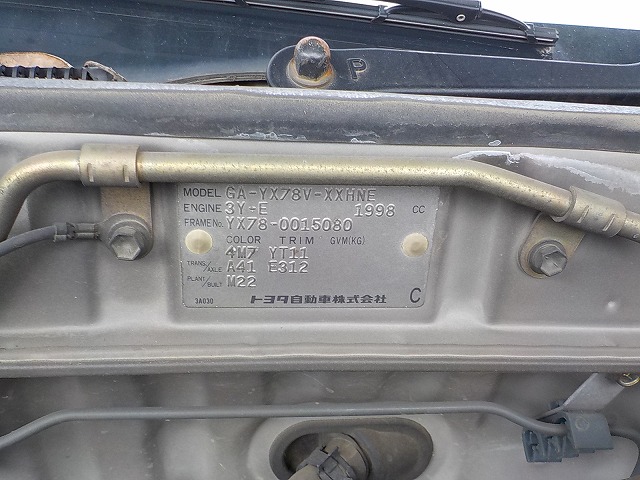 P
MODEL GA-YX78V-XXHNE
ENGINE 3Y-E 1998 CC
FRAME No. YX78-0015080
COLOR TRIM GVM(KG)
4M7 YT11
TRANS./AXLE A41 E312
PLANT/BUILT M22
3A030 トヨタ自動車株式会社 C